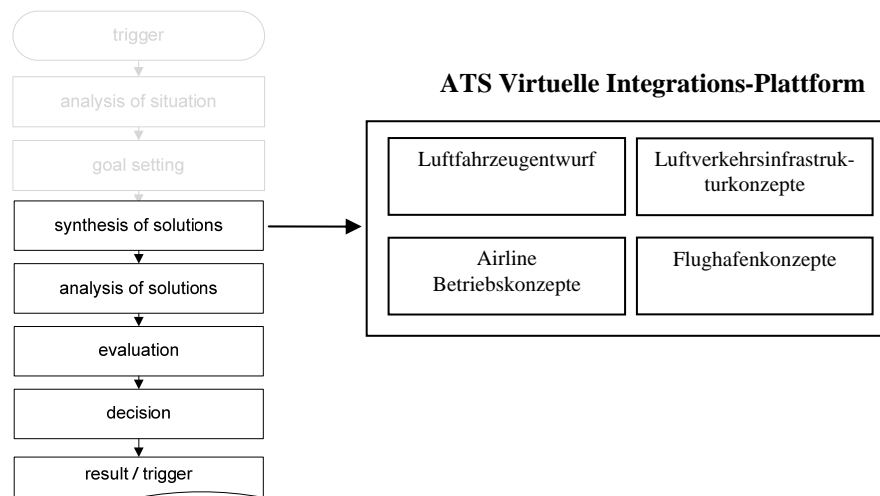 trigger
analysis of situation
goal setting
synthesis of solutions
analysis of solutions
evaluation
decision
result / trigger
ATS Virtuelle Integrations-Plattform
Luftfahrzeugentwurf
Luftverkehrsinfrastruk-
turkonzepte
Airline
Betriebskonzepte
Flughafenkonzepte